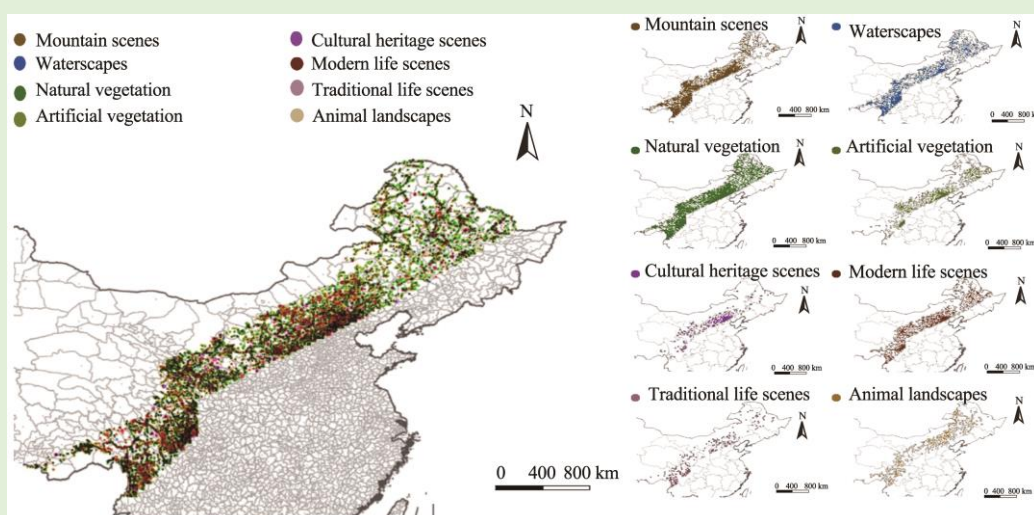 Mountain scenes
Waterscapes
Natural vegetation
Artificial vegetation
Cultural heritage scenes
Modern life scenes
Traditional life scenes
Animal landscapes
N
0 400 800 km
Mountain scenes
N
0 400 800 km
Waterscapes
N
0 400 800 km
Natural vegetation
N
0 400 800 km
Artificial vegetation
N
0 400 800 km
Cultural heritage scenes
N
0 400 800 km
Modern life scenes
N
0 400 800 km
Traditional life scenes
N
0 400 800 km
Animal landscapes
N
0 400 800 km